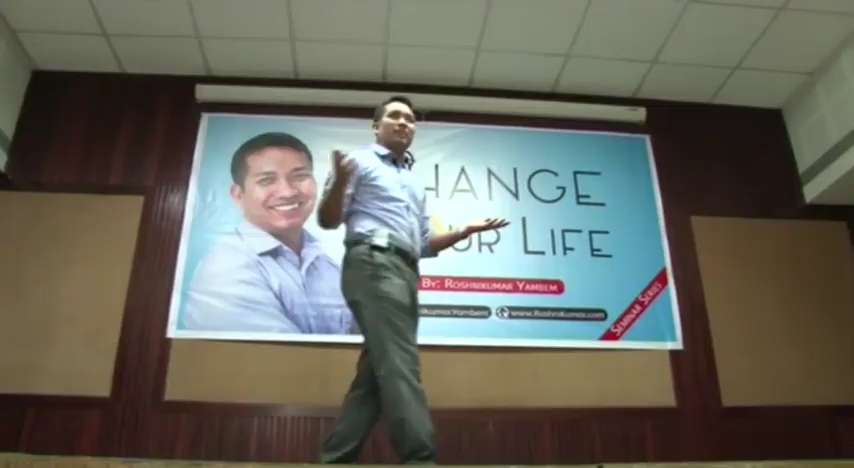 HANGE
UR LIFE
BY: ROSHNIKUMAR YAMBEM
www.RoshniKumar.com
SEMINAR SERIES